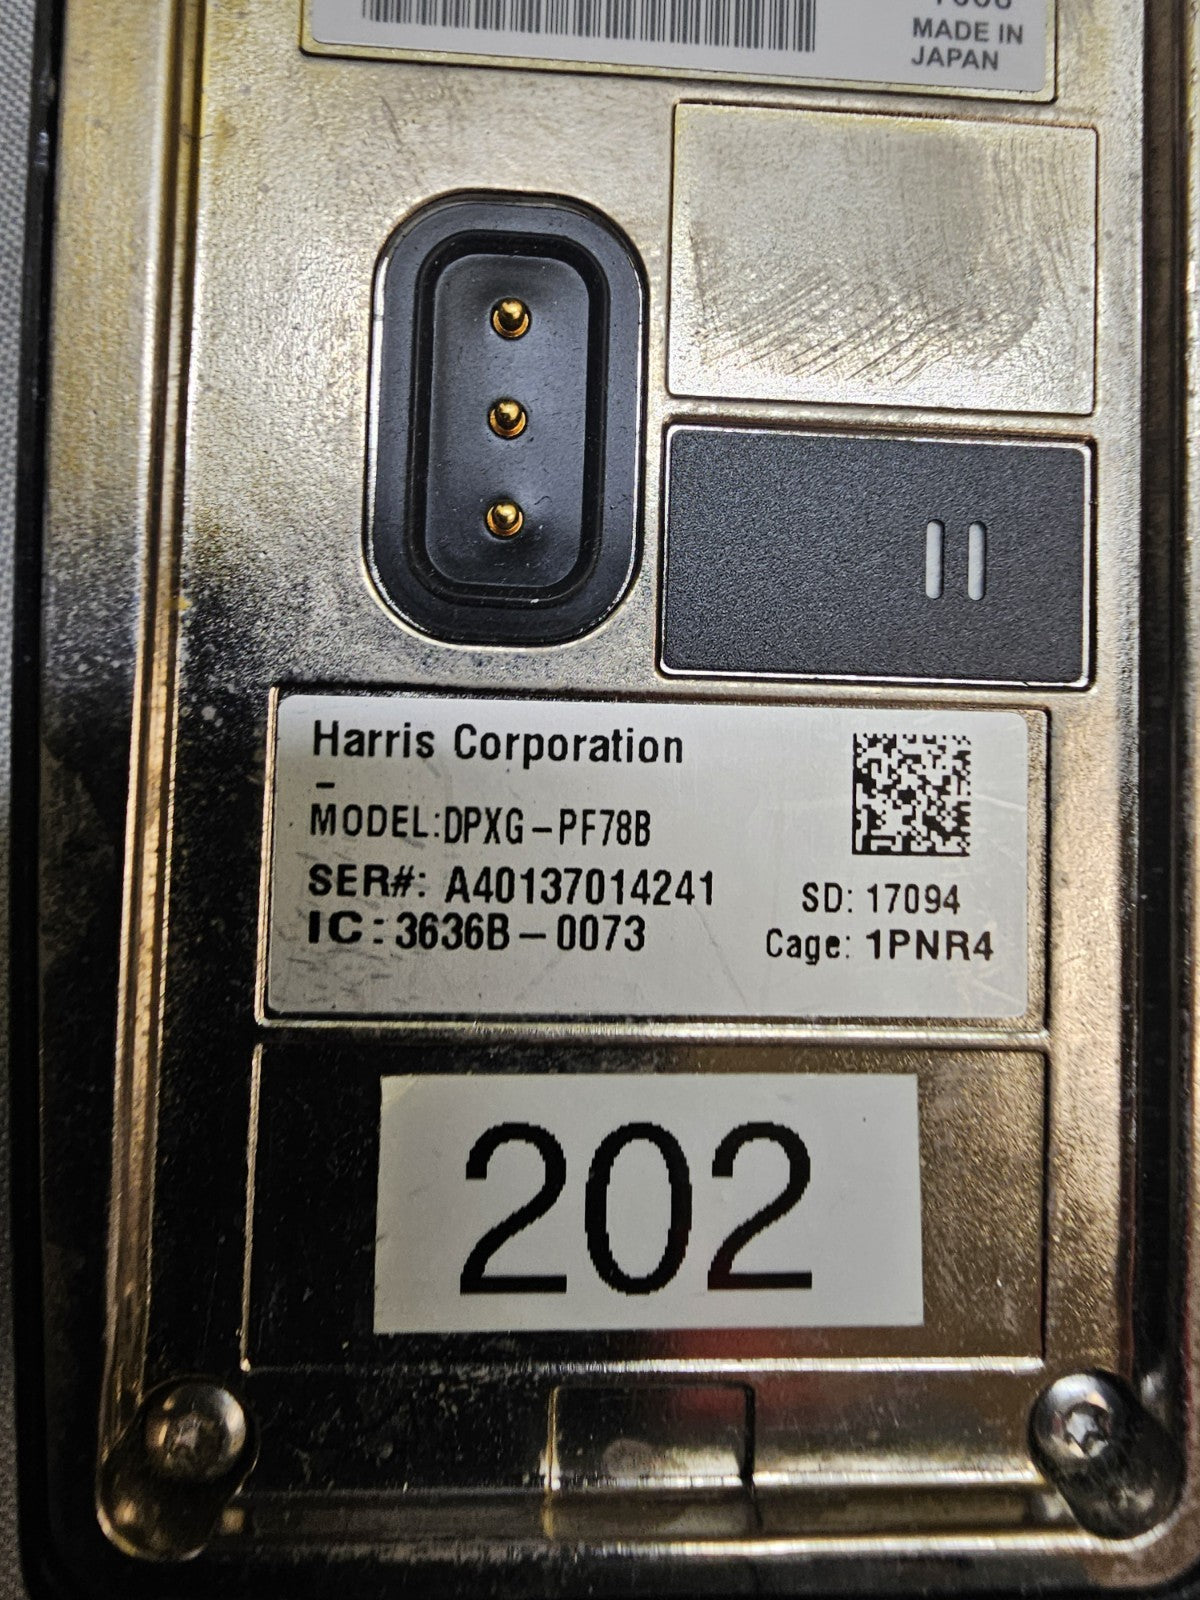 MADE IN
JAPAN
Harris Corporation
–
MODEL:DPXG-PF78B
SER#: A40137014241
SD: 17094
IC: 3636B-0073
Cage: 1PNR4
202